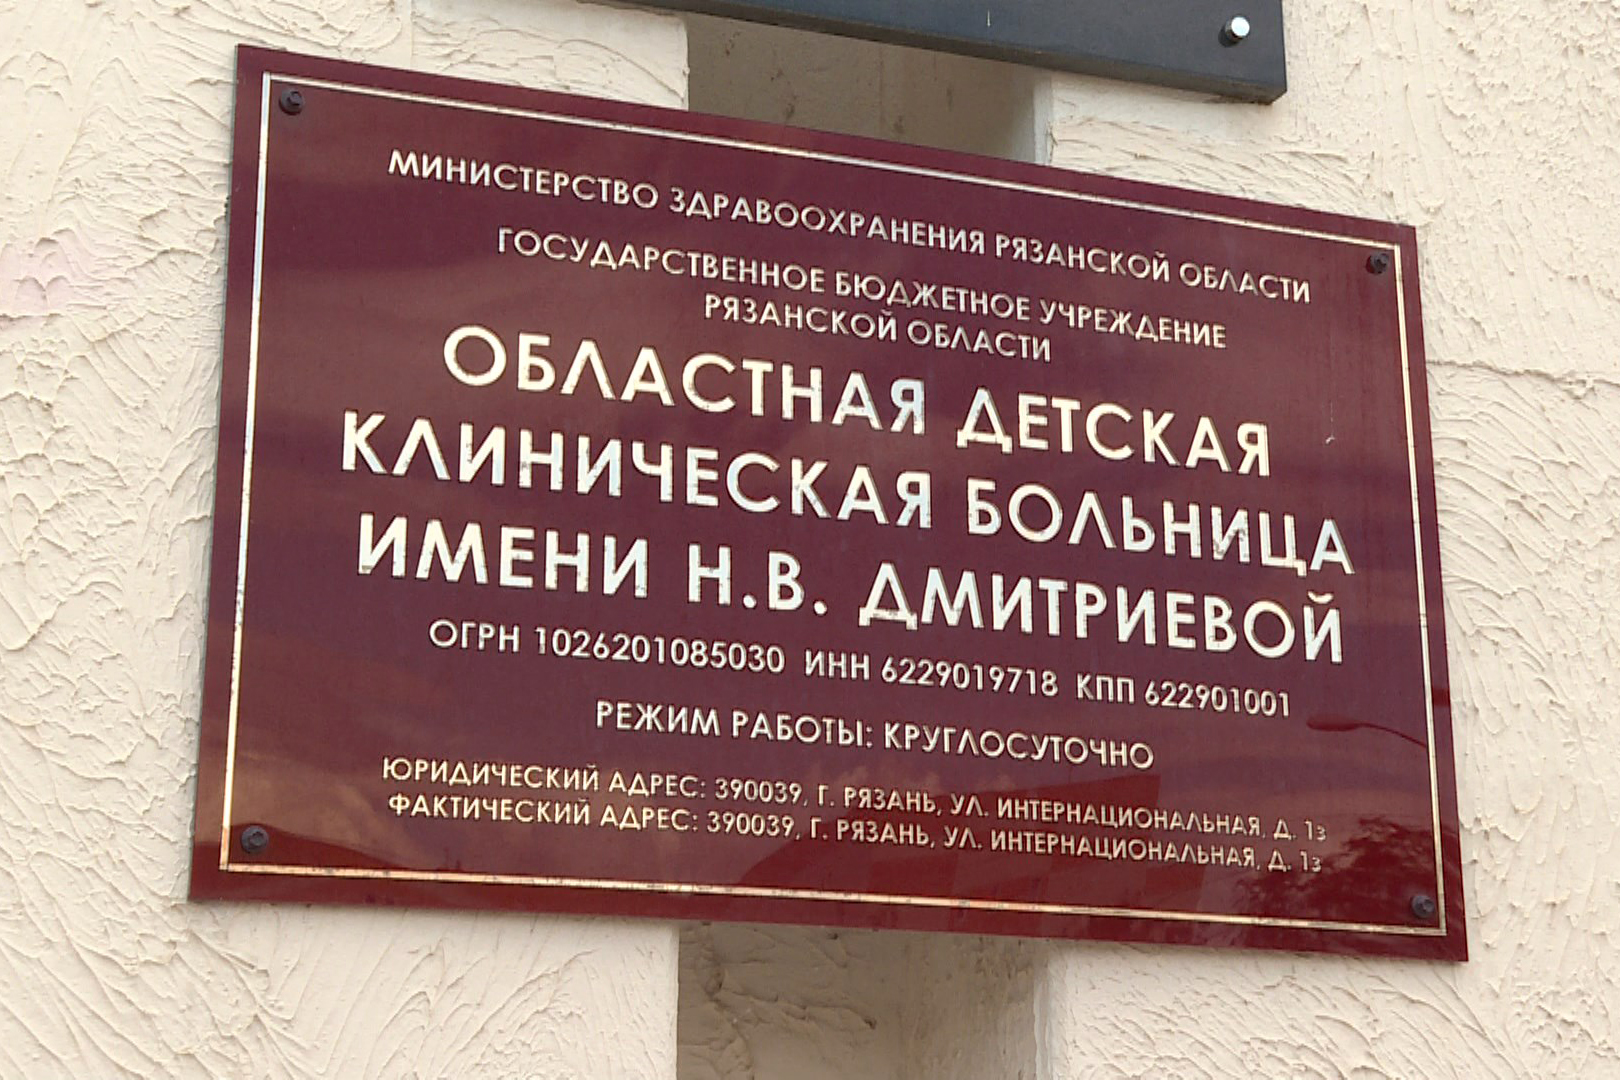 МИНИСТЕРСТВО ЗДРАВООХРАНЕНИЯ РЯЗАНСКОЙ ОБЛАСТИ
ГОСУДАРСТВЕННОЕ БЮДЖЕТНОЕ УЧРЕЖДЕНИЕ
РЯЗАНСКОЙ ОБЛАСТИ
ОБЛАСТНАЯ ДЕТСКАЯ
КЛИНИЧЕСКАЯ БОЛЬНИЦА
ИМЕНИ Н.В. ДМИТРИЕВОЙ
ОГРН 1026201085030 ИНН 6229019718 КПП 622901001
РЕЖИМ РАБОТЫ: КРУГЛОСУТОЧНО
ЮРИДИЧЕСКИЙ АДРЕС: 390039, Г. РЯЗАНЬ, УЛ. ИНТЕРНАЦИОНАЛЬНАЯ, Д. 1з
ФАКТИЧЕСКИЙ АДРЕС: 390039, Г. РЯЗАНЬ, УЛ. ИНТЕРНАЦИОНАЛЬНАЯ, Д. 1з